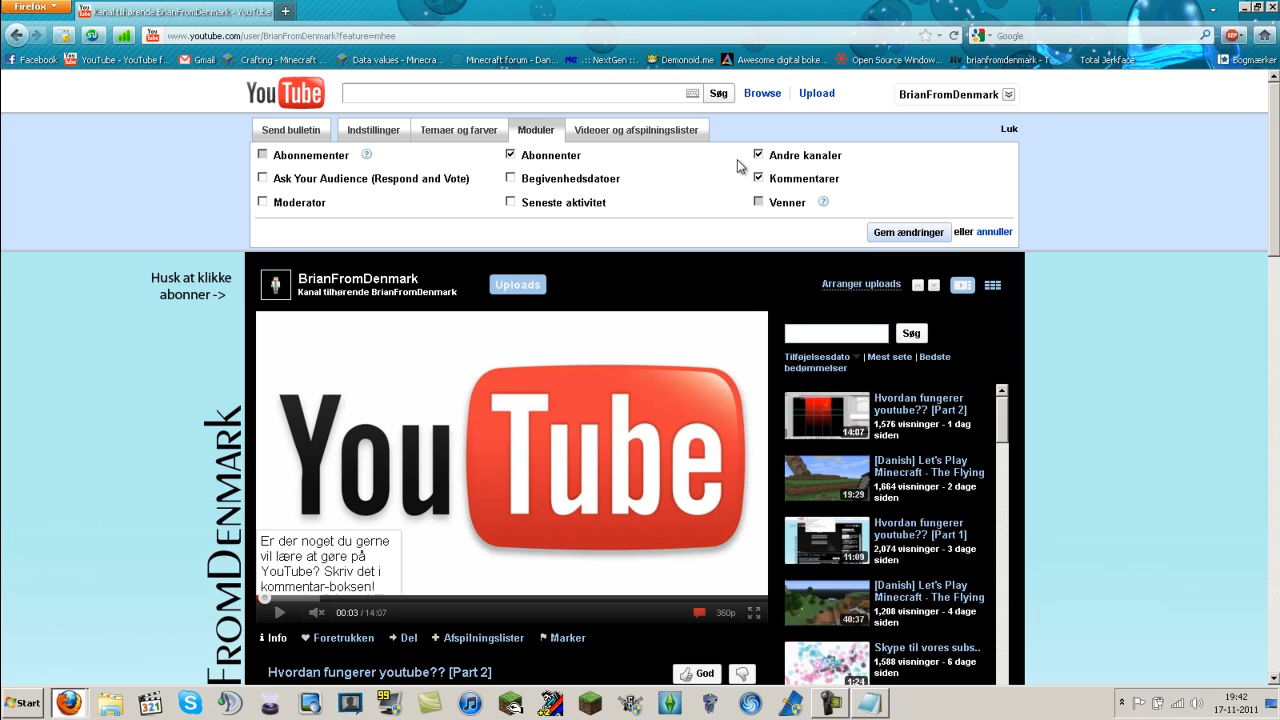 Firefox
Kanal tilhørende BrianFromDenmark - YouTube
www.youtube.com/user/BrianFromDenmark?feature=mhee
Google
Facebook
YouTube - YouTube f...
Gmail
Crafting - Minecraft...
Data values - Minecra...
Minecraft forum - Dan...
.:: NextGen ::.
Demonoid.me
Awesome digital boke...
Open Source Window...
brianfromdenmark - T...
Total Jerkface
Bogmærker
YouTube
Søg
Browse
Upload
BrianFromDenmark
Send bulletin
Indstillinger
Temaer og farver
Moduler
Videoer og afspilningslister
Luk
Abonnementer
Abonnenter
Andre kanaler
Ask Your Audience (Respond and Vote)
Begivenhedsdatoer
Kommentarer
Moderator
Seneste aktivitet
Venner
Gem ændringer
eller annuller
Husk at klikke
abonner ->
BrianFromDenmark
Kanal tilhørende BrianFromDenmark
Uploads
Arranger uploads
Søg
Tilføjelsesdato | Mest sete | Bedste
bedømmelser
YouTube
Er der noget du gerne
vil lære at gøre på
YouTube? Skriv det i
kommentar-boksen!
00:03 / 14:07
360p
Info
Foretrukken
Del
Afspilningslister
Marker
Hvordan fungerer youtube?? [Part 2]
God
Hvordan fungerer
youtube?? [Part 2]
1,576 visninger - 1 dag
siden
14:07
[Danish] Let's Play
Minecraft - The Flying
1,664 visninger - 2 dage
siden
19:29
Hvordan fungerer
youtube?? [Part 1]
2,074 visninger - 3 dage
siden
11:09
[Danish] Let's Play
Minecraft - The Flying
1,208 visninger - 4 dage
siden
40:37
Skype til vores subs..
1,588 visninger - 6 dage
1:24
FROMDENMARK
Start
321
99
19:42
17-11-2011